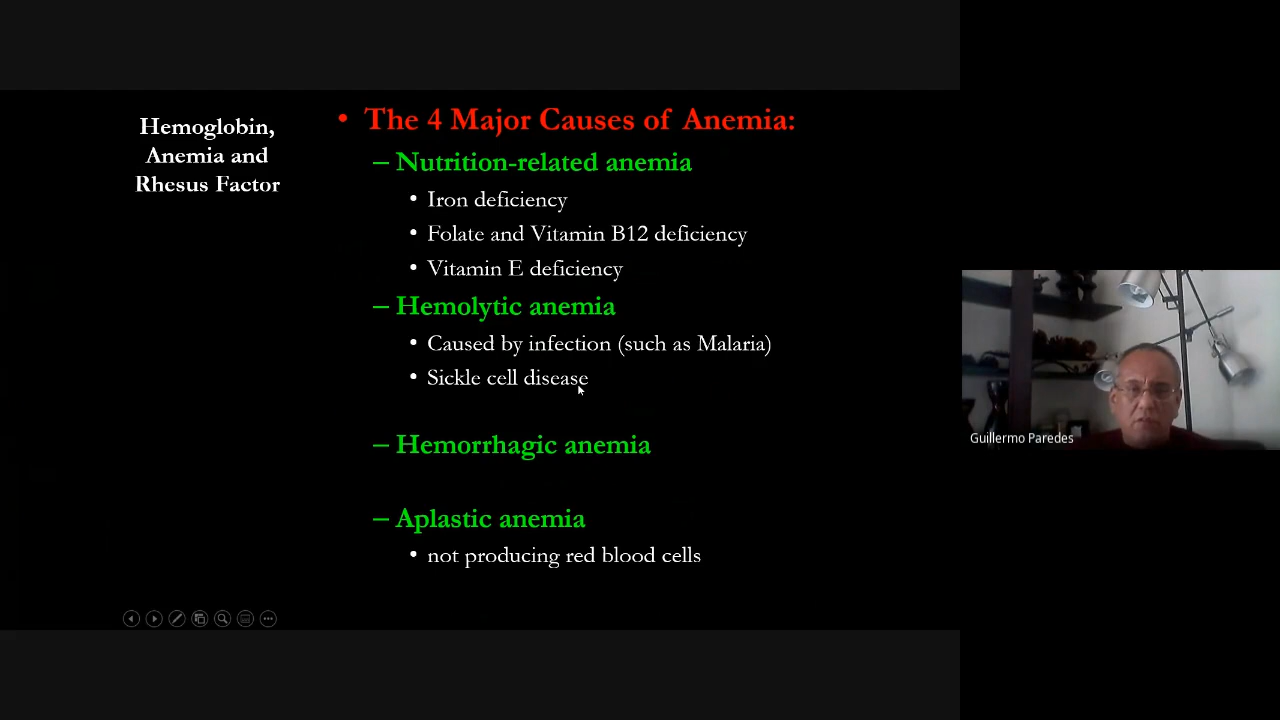 Hemoglobin,
Anemia and
Rhesus Factor
• The 4 Major Causes of Anemia:
– Nutrition-related anemia
• Iron deficiency
• Folate and Vitamin B12 deficiency
• Vitamin E deficiency
– Hemolytic anemia
• Caused by infection (such as Malaria)
• Sickle cell disease
– Hemorrhagic anemia
– Aplastic anemia
• not producing red blood cells
Guillermo Paredes